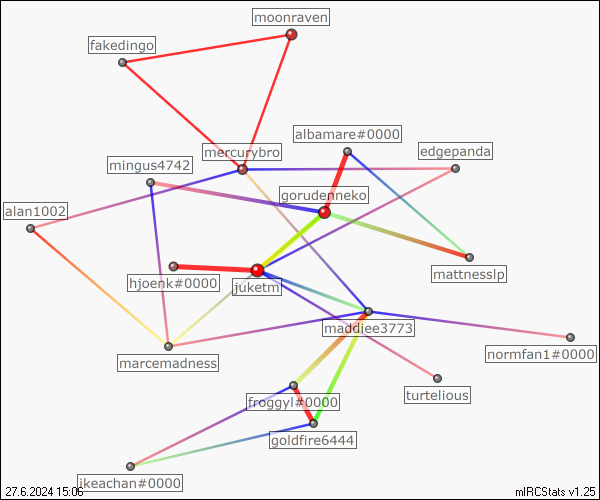 moonraven
fakedingo
albamare#0000
mercurybro
edgepanda
mingus4742
gorudenneko
alan1002
mattnesslp
hjoenk#0000
juketm
maddiee3773
normfan1#0000
marcemadness
turtelious
froggyl#0000
goldfire6444
ikeachan#0000
27.6.2024 15:06
mIRCStats v1.25